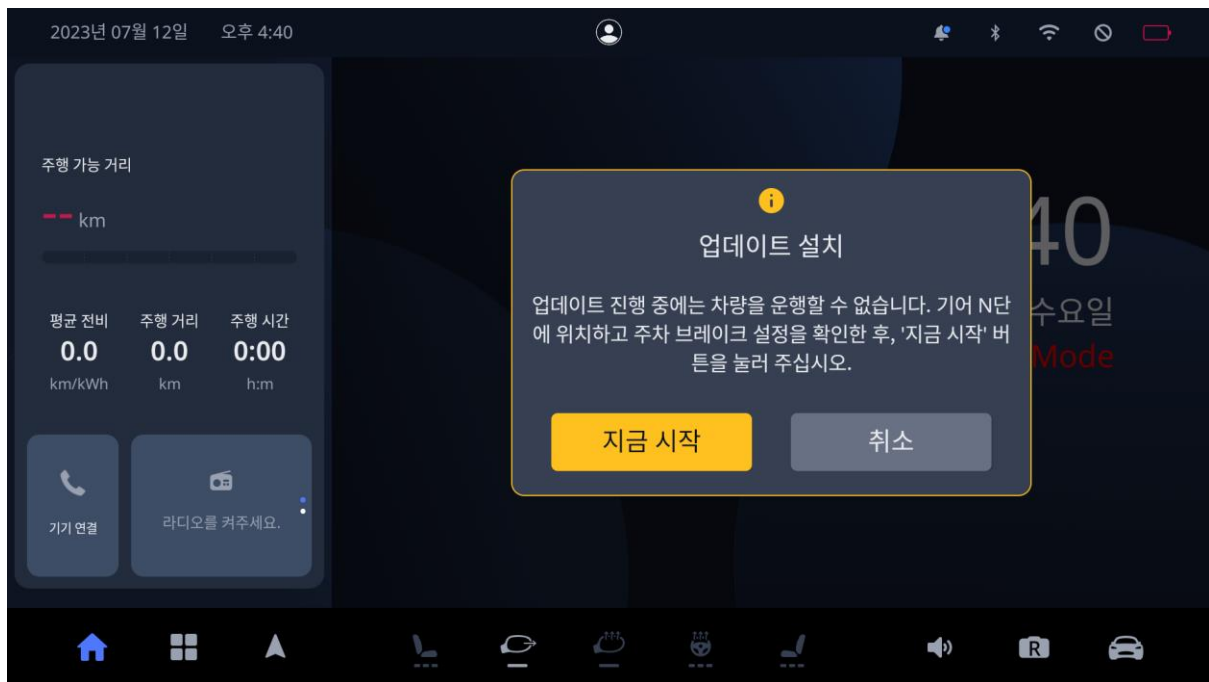 2023년 07월 12일 오후 4:40
주행 가능 거리
-- km
평균 전비 주행 거리 주행 시간
0.0 0.0 0:00
km/kWh km h:m
기기 연결
라디오를 켜주세요.
업데이트 설치
업데이트 진행 중에는 차량을 운행할 수 없습니다. 기어 N단
에 위치하고 주차 브레이크 설정을 확인한 후, '지금 시작' 버
튼을 눌러 주십시오.
지금 시작 취소
40
수요일
Mode
R